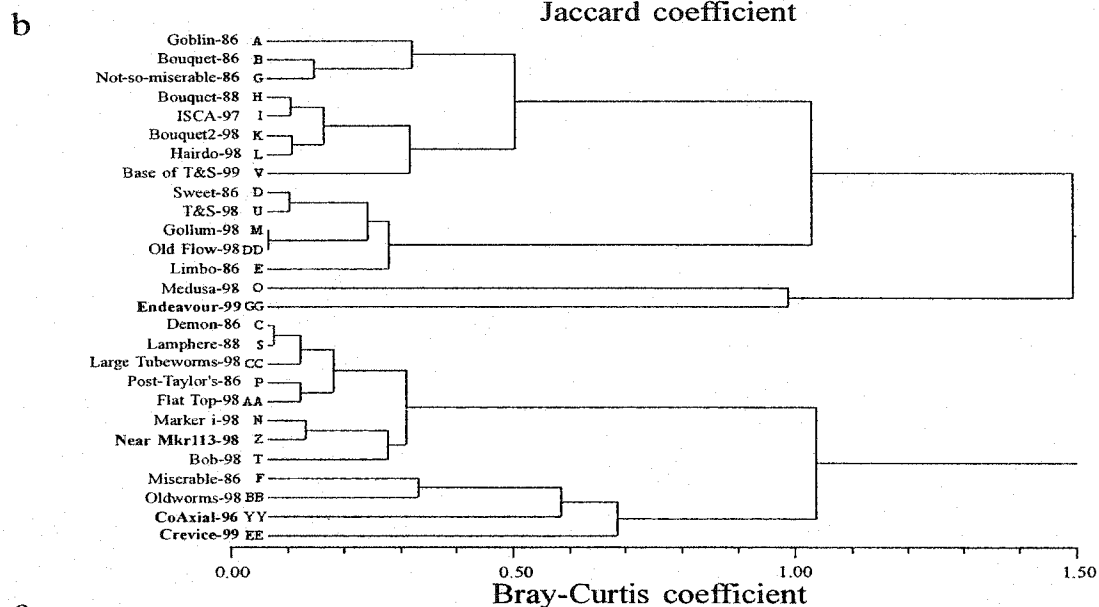 Jaccard coefficient
b
Goblin-86 A
Bouquet-86 B
Not-so-miserable-86 G
Bouquet-88 H
ISCA-97 I
Bouquet2-98 K
Hairdo-98 L
Base of T&S-99 V
Sweet-86 D
T&S-98 U
Gollum-98 M
Old Flow-98 DD
Limbo-86 E
Medusa-98 O
Endeavour-99 GG
Demon-86 C
Lamphere-88 S
Large Tubeworms-98 CC
Post-Taylor's-86 P
Flat Top-98 AA
Marker i-98 N
Near Mkr113-98 Z
Bob-98 T
Miserable-86 F
Oldworms-98 BB
CoAxial-96 YY
Crevice-99 EE
0.00 0.50 1.00 1.50
Bray-Curtis coefficient